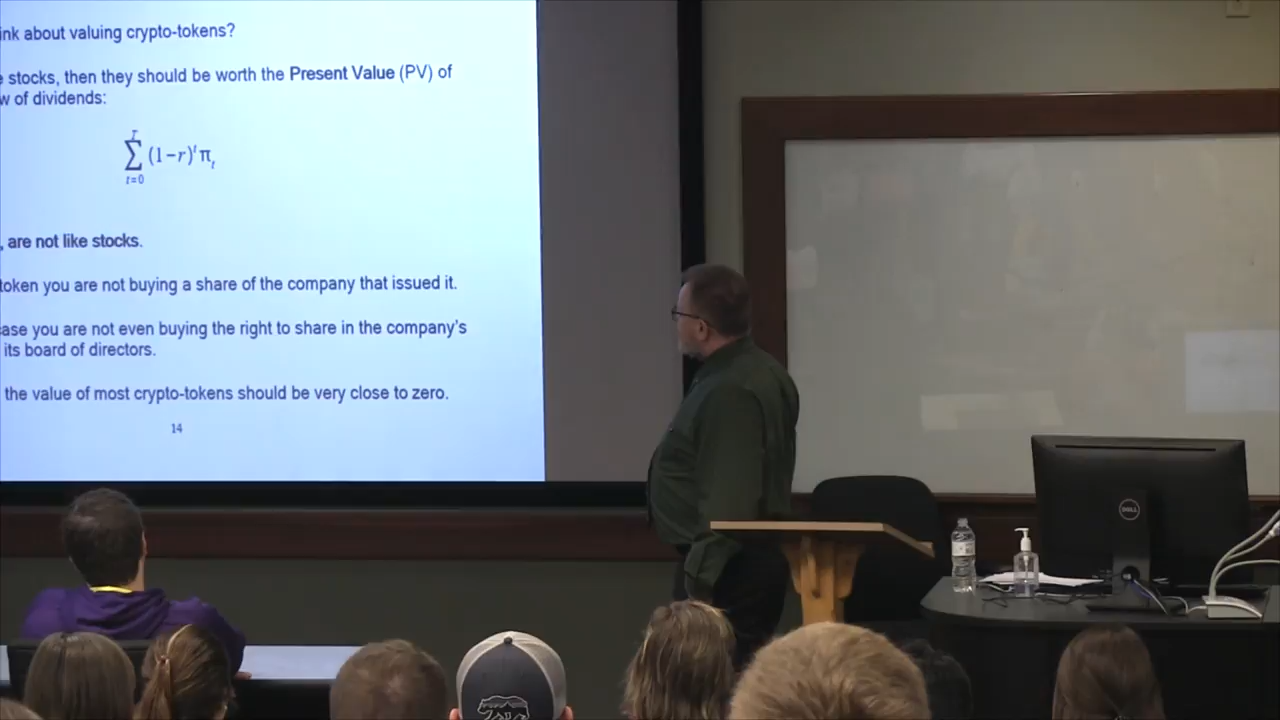 ink about valuing crypto-tokens?
e stocks, then they should be worth the Present Value (PV) of
w of dividends:
T
∑ (1-r)ᵗ πₜ
t=0
, are not like stocks.
token you are not buying a share of the company that issued it.
ase you are not even buying the right to share in the company's
its board of directors.
the value of most crypto-tokens should be very close to zero.
14
DELL